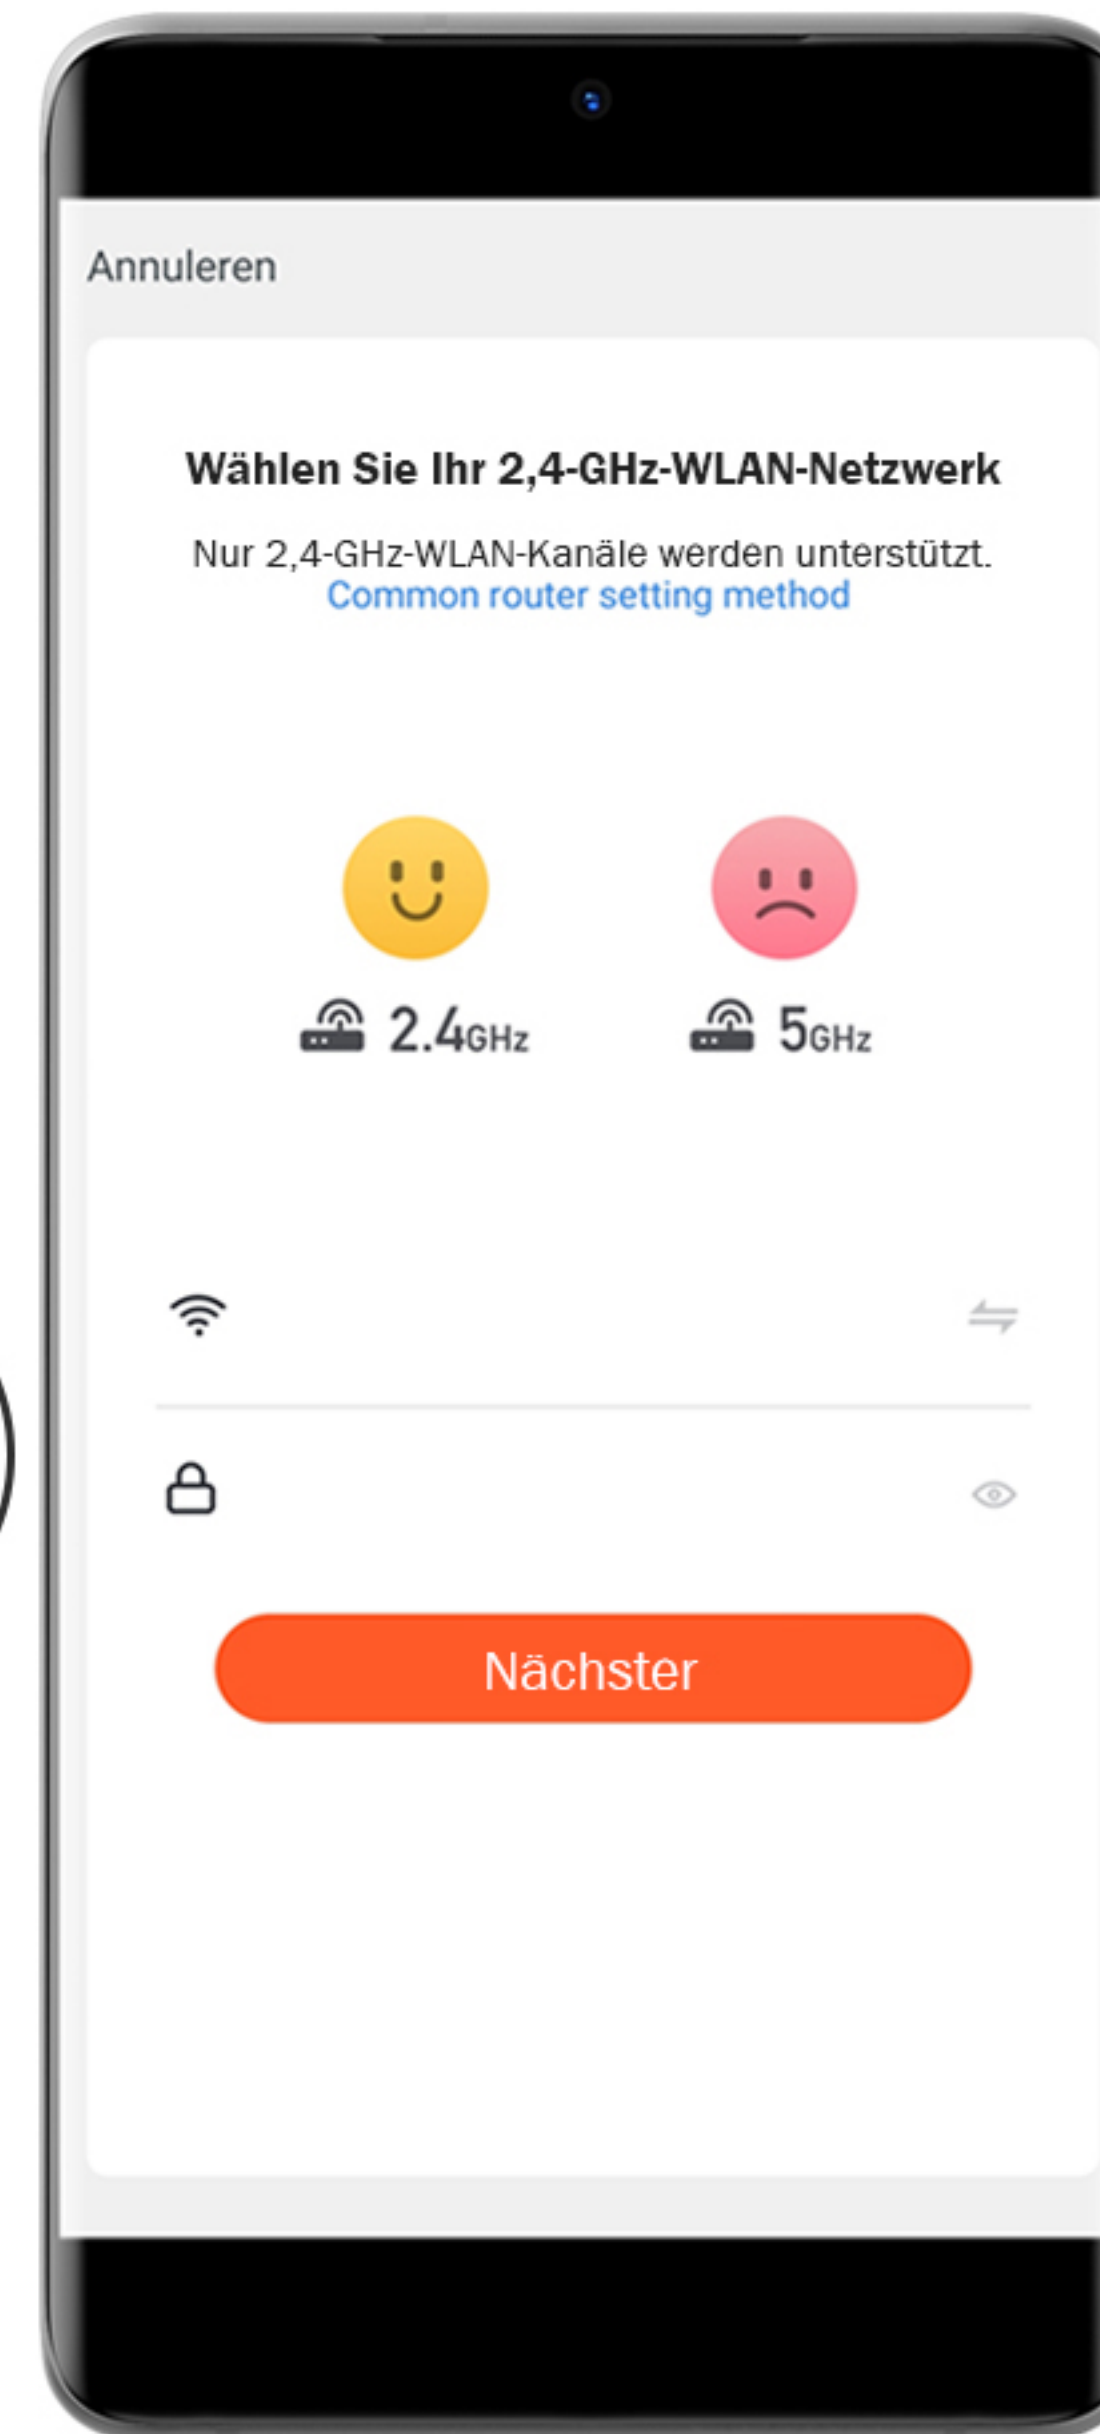 Annuleren
Wählen Sie Ihr 2,4-GHz-WLAN-Netzwerk
Nur 2,4-GHz-WLAN-Kanäle werden unterstützt.
Common router setting method
2.4GHz 5GHz
Nächster